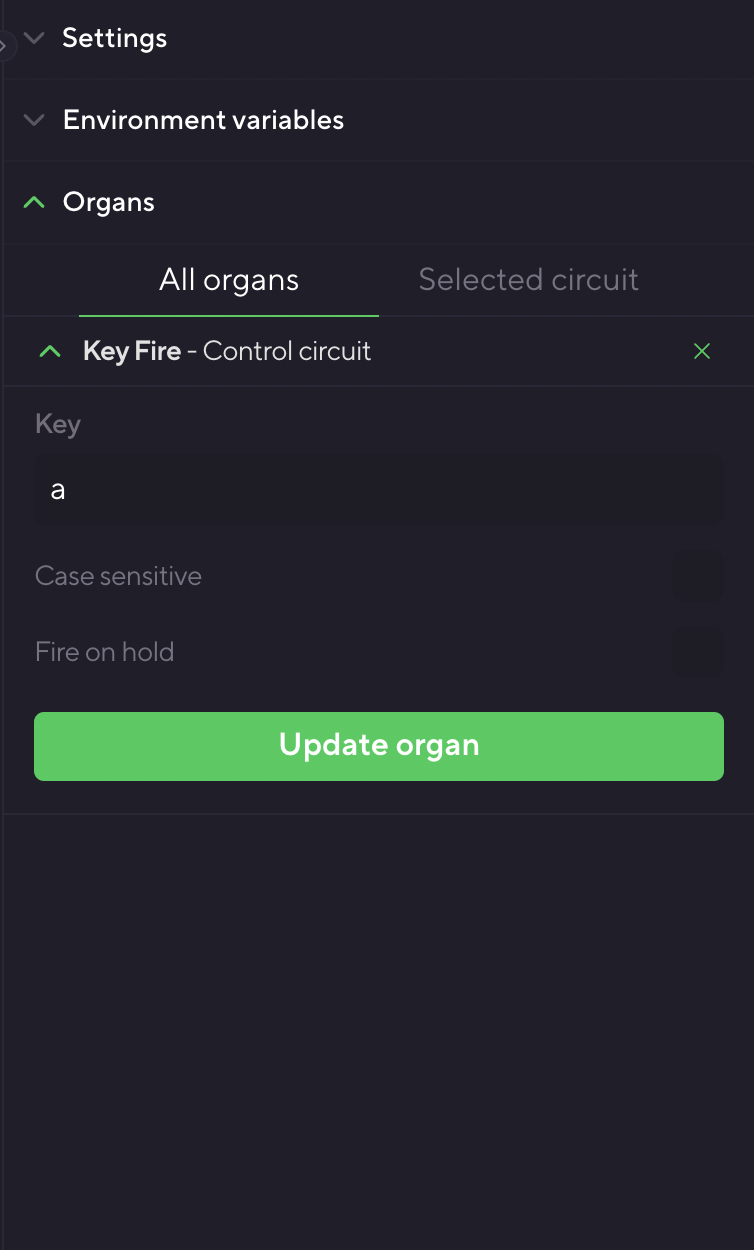 Settings
Environment variables
Organs
All organs
Selected circuit
Key Fire - Control circuit
Key
a
Case sensitive
Fire on hold
Update organ